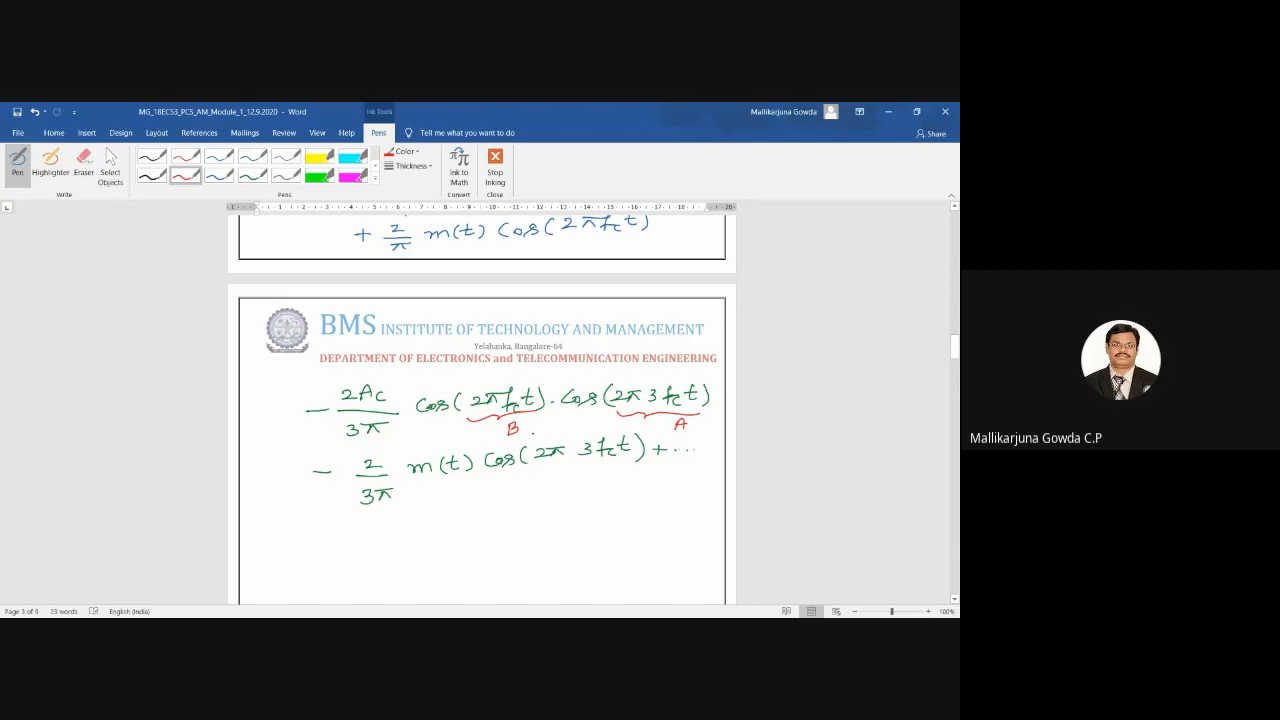 MG_18EC53_PCS_AM_Module_1_12.9.2020 - Word
Ink Tools
Mallikarjuna Gowda
File Home Insert Design Layout References Mailings Review View Help Pens Tell me what you want to do
Share
Pen Highlighter Eraser Select Objects
Color
Thickness
Ink to Math
Stop Inking
Write Pens Convert Close
+ 2/π m(t) Cos(2πfct)
BMS INSTITUTE OF TECHNOLOGY AND MANAGEMENT
Yelahanka, Bangalore-64
DEPARTMENT OF ELECTRONICS and TELECOMMUNICATION ENGINEERING
- 2Ac/3π Cos(2πfct). Cos(2π3fct)
B A
- 2/3π m(t) Cos(2π 3fct) + ...
Mallikarjuna Gowda C.P
Page 3 of 9 23 words English (India)
100%